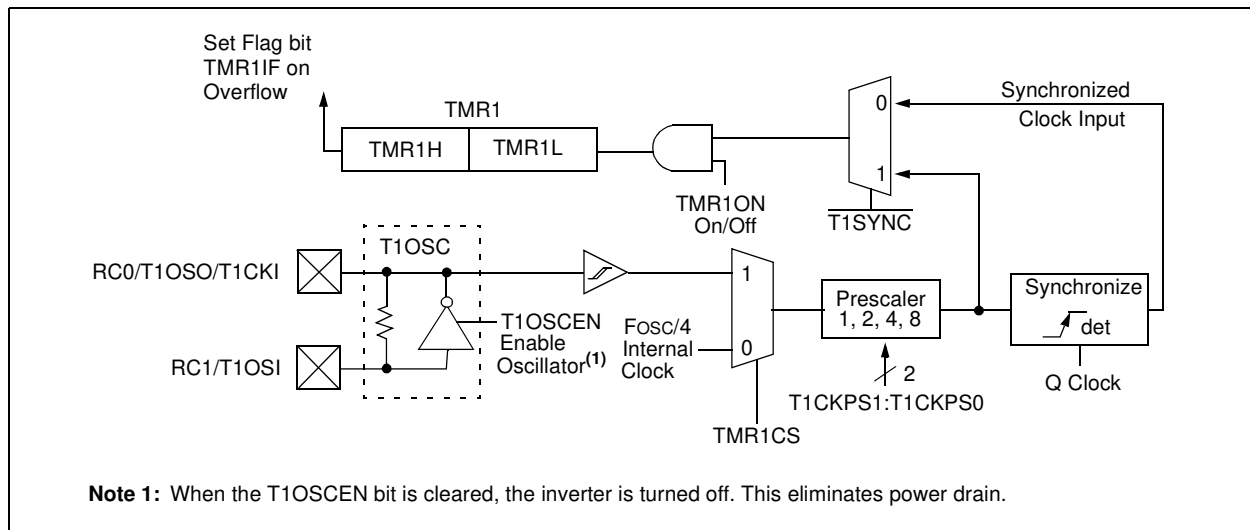 Set Flag bit
TMR1IF on
Overflow
TMR1
TMR1H
TMR1L
TMR1ON
On/Off
0
1
T1SYNC
Synchronized
Clock Input
T1OSC
RC0/T1OSO/T1CKI
RC1/T1OSI
T1OSCEN
Enable
Oscillator(1)
FOSC/4
Internal
Clock
1
0
TMR1CS
Prescaler
1, 2, 4, 8
2
T1CKPS1:T1CKPS0
Synchronize
det
Q Clock
Note 1: When the T1OSCEN bit is cleared, the inverter is turned off. This eliminates power drain.